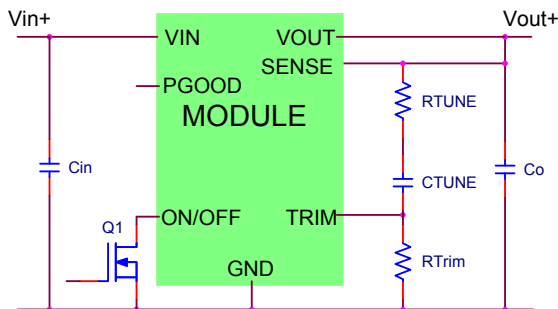 Vin+
Vout+
VIN
VOUT
SENSE
PGOOD
RTUNE
MODULE
Cin
CTUNE
Co
Q1
ON/OFF
TRIM
GND
RTrim